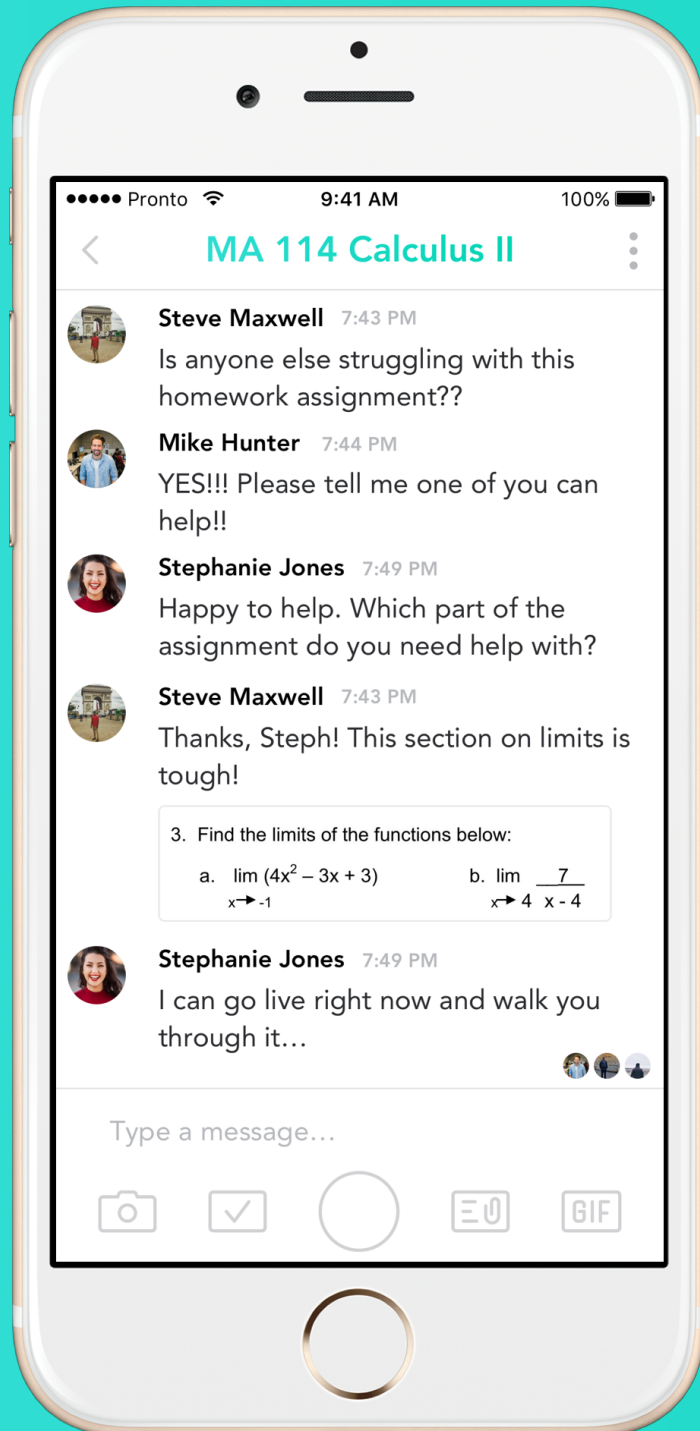 Pronto 9:41 AM 100%
MA 114 Calculus II
Steve Maxwell 7:43 PM
Is anyone else struggling with this
homework assignment??
Mike Hunter 7:44 PM
YES!!! Please tell me one of you can
help!!
Stephanie Jones 7:49 PM
Happy to help. Which part of the
assignment do you need help with?
Steve Maxwell 7:43 PM
Thanks, Steph! This section on limits is
tough!
3. Find the limits of the functions below:
a. lim (4x² – 3x + 3) b. lim 7
x→ -1 x→ 4 x - 4
Stephanie Jones 7:49 PM
I can go live right now and walk you
through it…
Type a message…
GIF